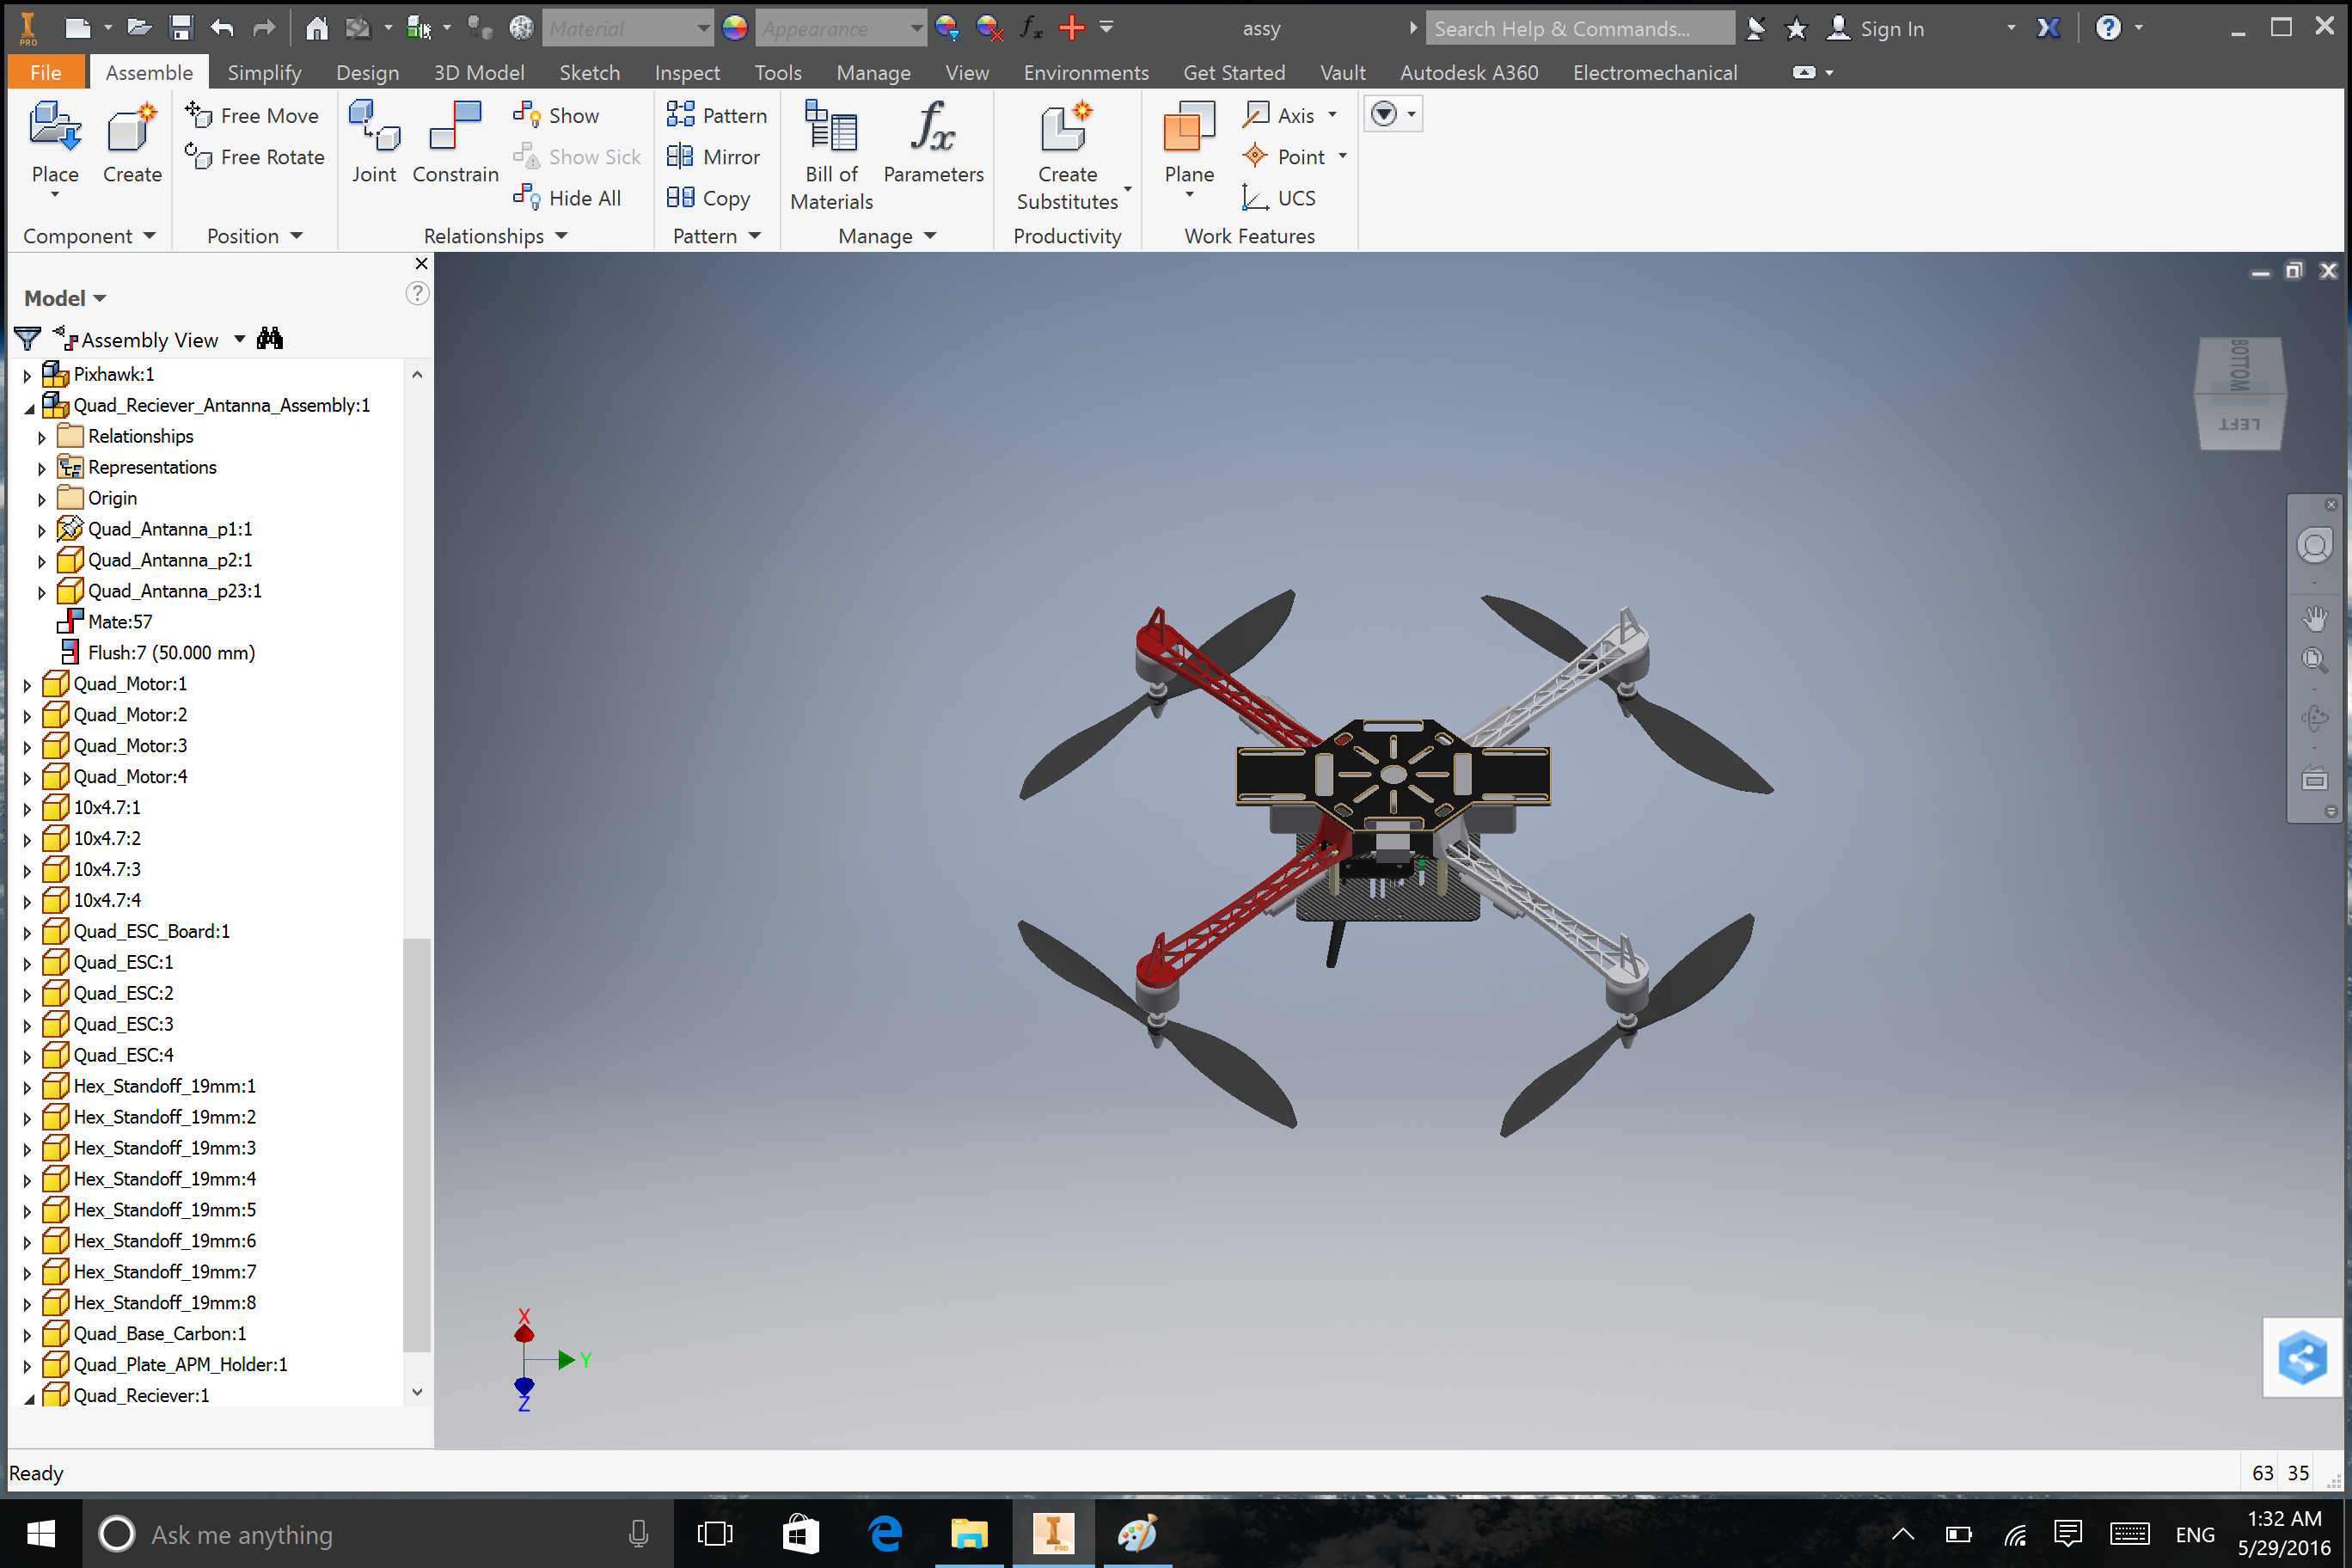 PRO
Material
Appearance
fx
assy
Search Help & Commands...
Sign In
File
Assemble
Simplify
Design
3D Model
Sketch
Inspect
Tools
Manage
View
Environments
Get Started
Vault
Autodesk A360
Electromechanical
Place
Create
Free Move
Free Rotate
Joint
Constrain
Show
Show Sick
Hide All
Pattern
Mirror
Copy
Bill of
Materials
fx
Parameters
Create
Substitutes
Plane
Axis
Point
UCS
Component
Position
Relationships
Pattern
Manage
Productivity
Work Features
Model
Assembly View
Pixhawk:1
Quad_Reciever_Antanna_Assembly:1
Relationships
Representations
Origin
Quad_Antanna_p1:1
Quad_Antanna_p2:1
Quad_Antanna_p23:1
Mate:57
Flush:7 (50.000 mm)
Quad_Motor:1
Quad_Motor:2
Quad_Motor:3
Quad_Motor:4
10x4.7:1
10x4.7:2
10x4.7:3
10x4.7:4
Quad_ESC_Board:1
Quad_ESC:1
Quad_ESC:2
Quad_ESC:3
Quad_ESC:4
Hex_Standoff_19mm:1
Hex_Standoff_19mm:2
Hex_Standoff_19mm:3
Hex_Standoff_19mm:4
Hex_Standoff_19mm:5
Hex_Standoff_19mm:6
Hex_Standoff_19mm:7
Hex_Standoff_19mm:8
Quad_Base_Carbon:1
Quad_Plate_APM_Holder:1
Quad_Reciever:1
BOTTOM
LEFT
X
Y
Z
Ready
63 35
Ask me anything
PRO
ENG
1:32 AM
5/29/2016